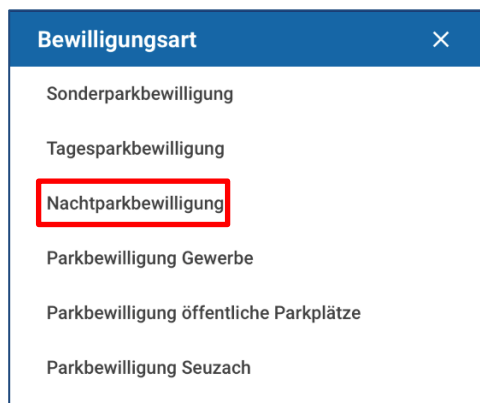 Bewilligungsart
Sonderparkbewilligung
Tagesparkbewilligung
Nachtparkbewilligung
Parkbewilligung Gewerbe
Parkbewilligung öffentliche Parkplätze
Parkbewilligung Seuzach